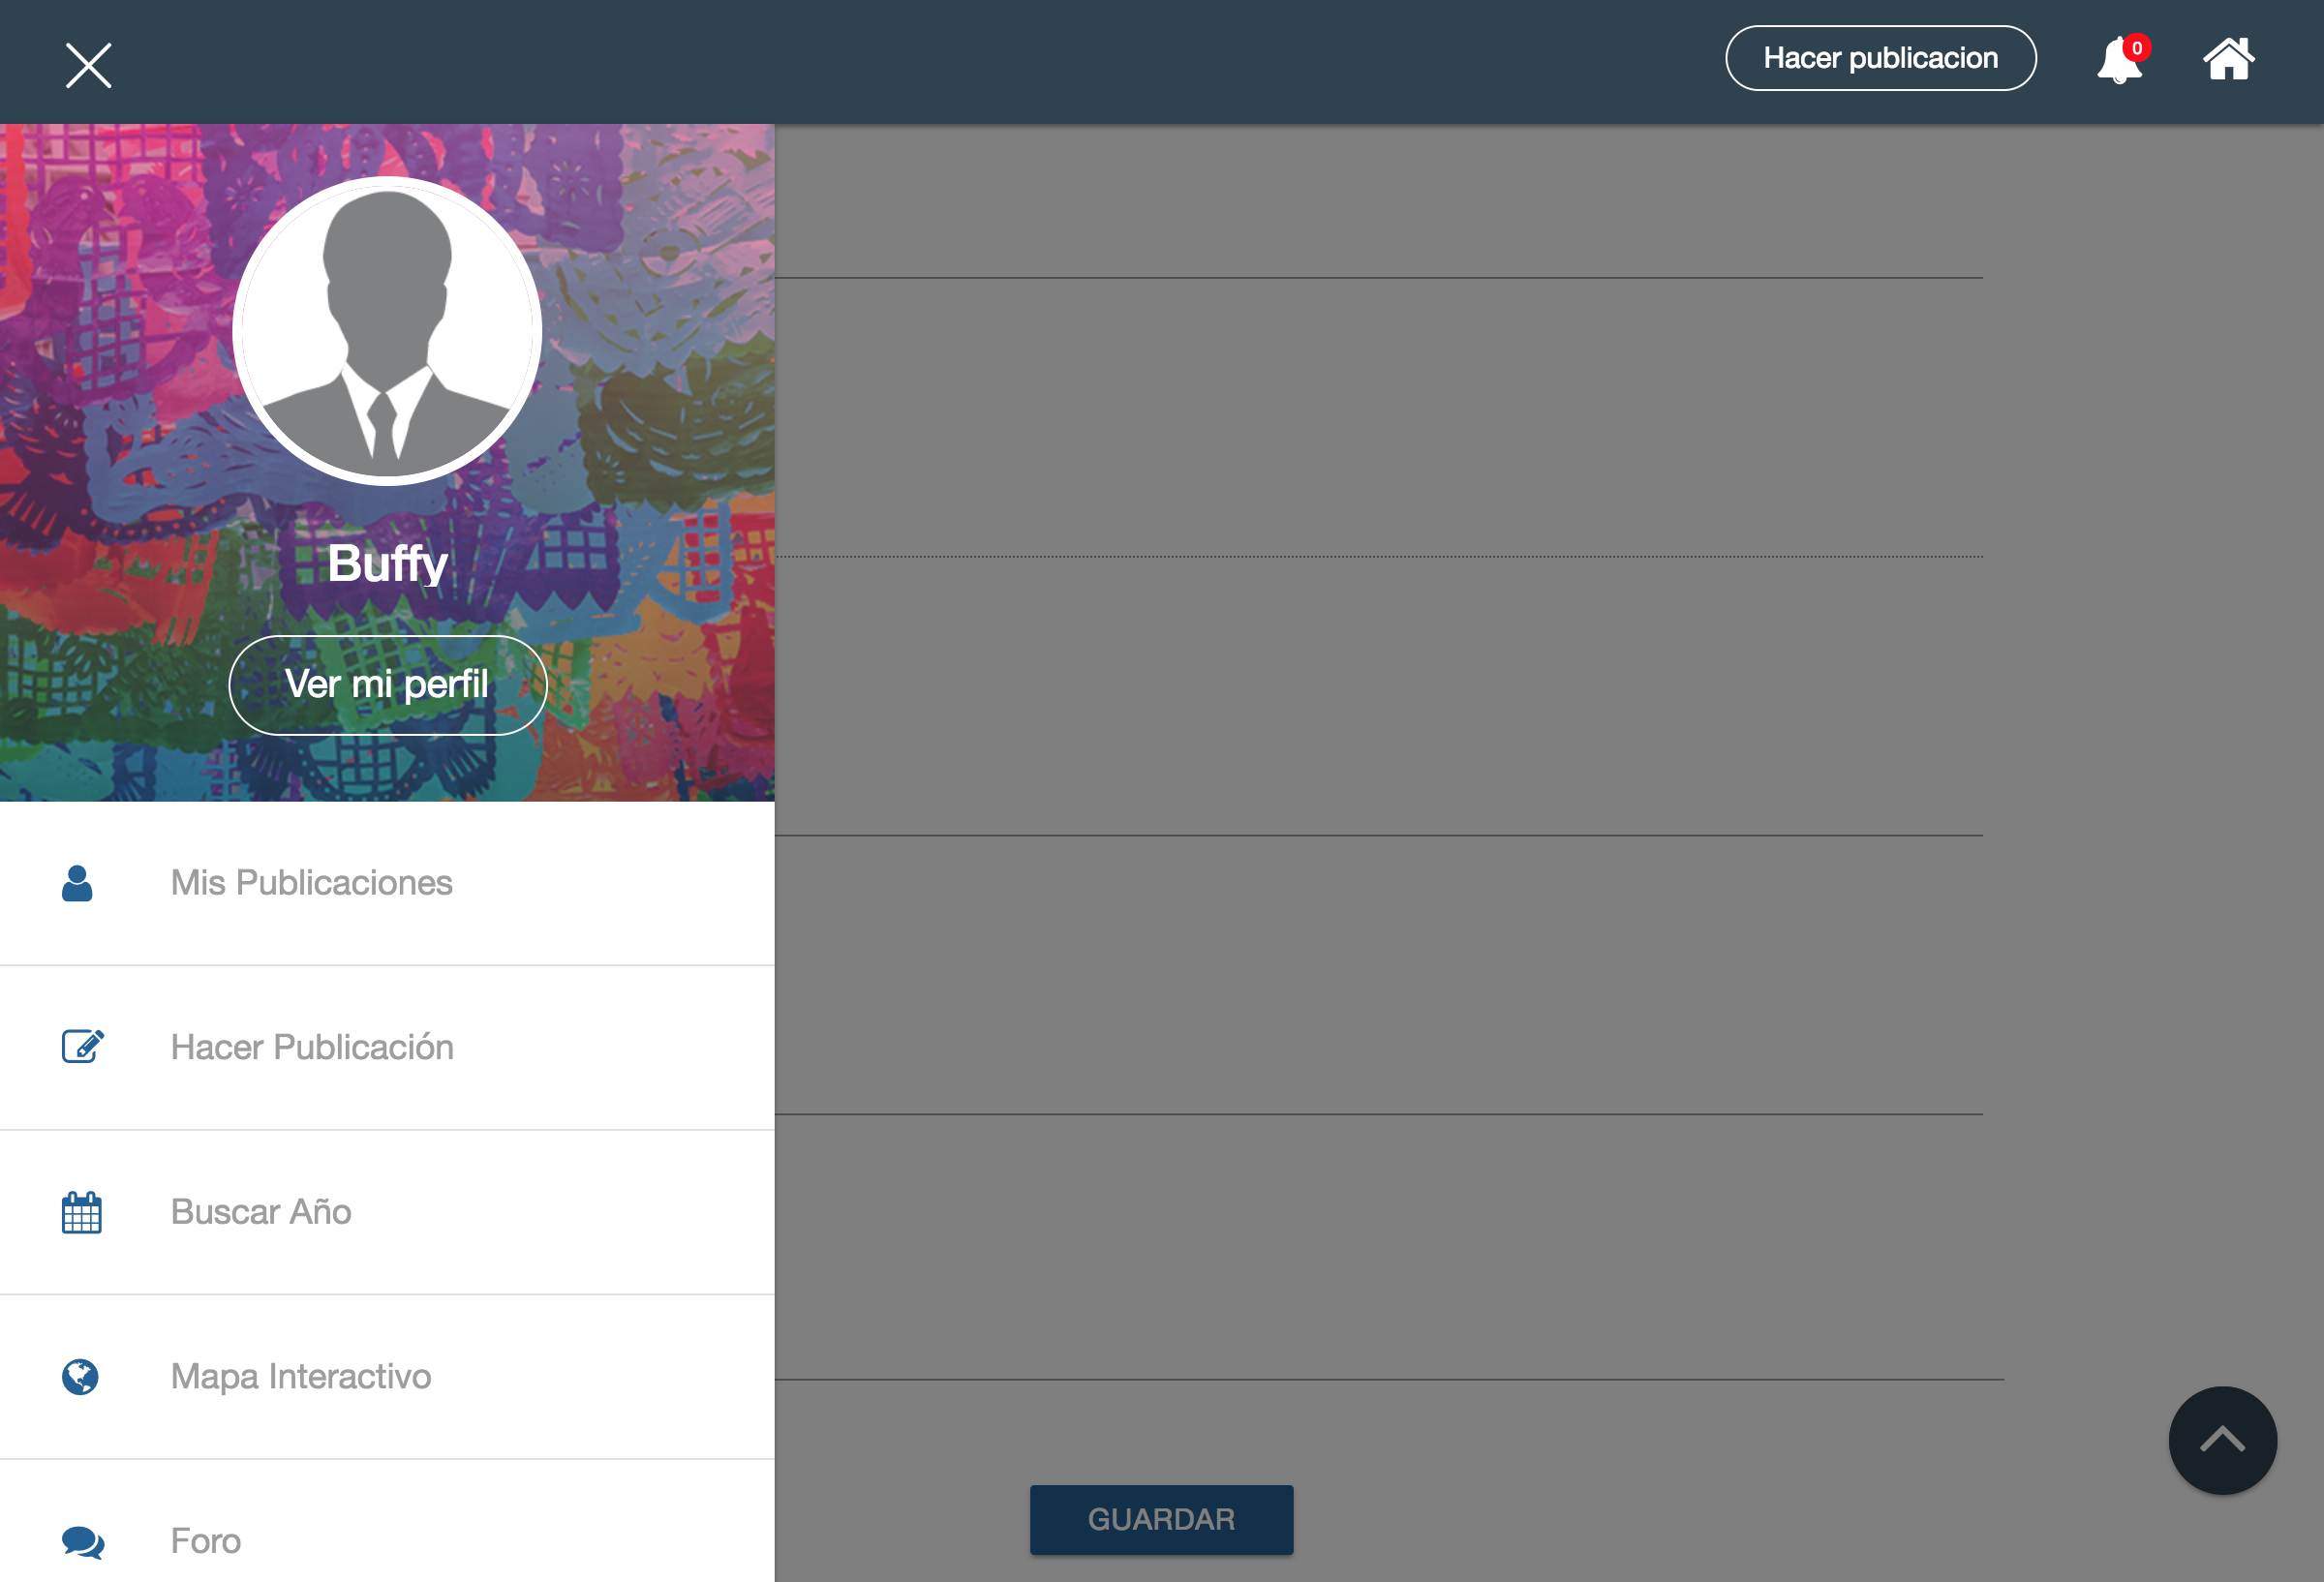 Hacer publicacion
0
Buffy
Ver mi perfil
Mis Publicaciones
Hacer Publicación
Buscar Año
Mapa Interactivo
Foro
GUARDAR